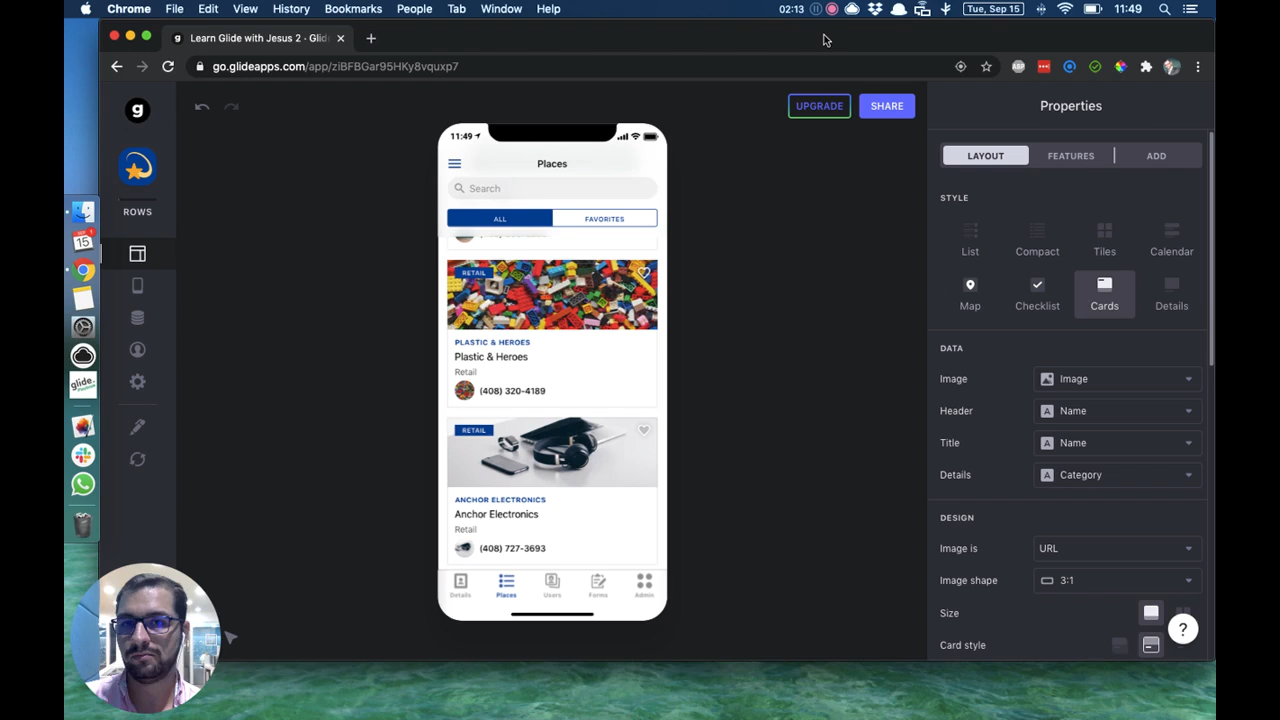 Chrome File Edit View History Bookmarks People Tab Window Help 02:13 Tue, Sep 15 11:49
Learn Glide with Jesus 2 - Glid
go.glideapps.com/app/ziBFBGar95HKy8vquxp7
ABP
g
ROWS
SEP
15
glide
UPGRADE SHARE
11:49
Places
Search
ALL FAVORITES
RETAIL
PLASTIC & HEROES
Plastic & Heroes
Retail
(408) 320-4189
RETAIL
ANCHOR ELECTRONICS
Anchor Electronics
Retail
(408) 727-3693
Details Places Users Forms Admin
Properties
LAYOUT FEATURES ADD
STYLE
List Compact Tiles Calendar
Map Checklist Cards Details
DATA
Image Image
Header A Name
Title A Name
Details A Category
DESIGN
Image is URL
Image shape 3:1
Size
Card style
?